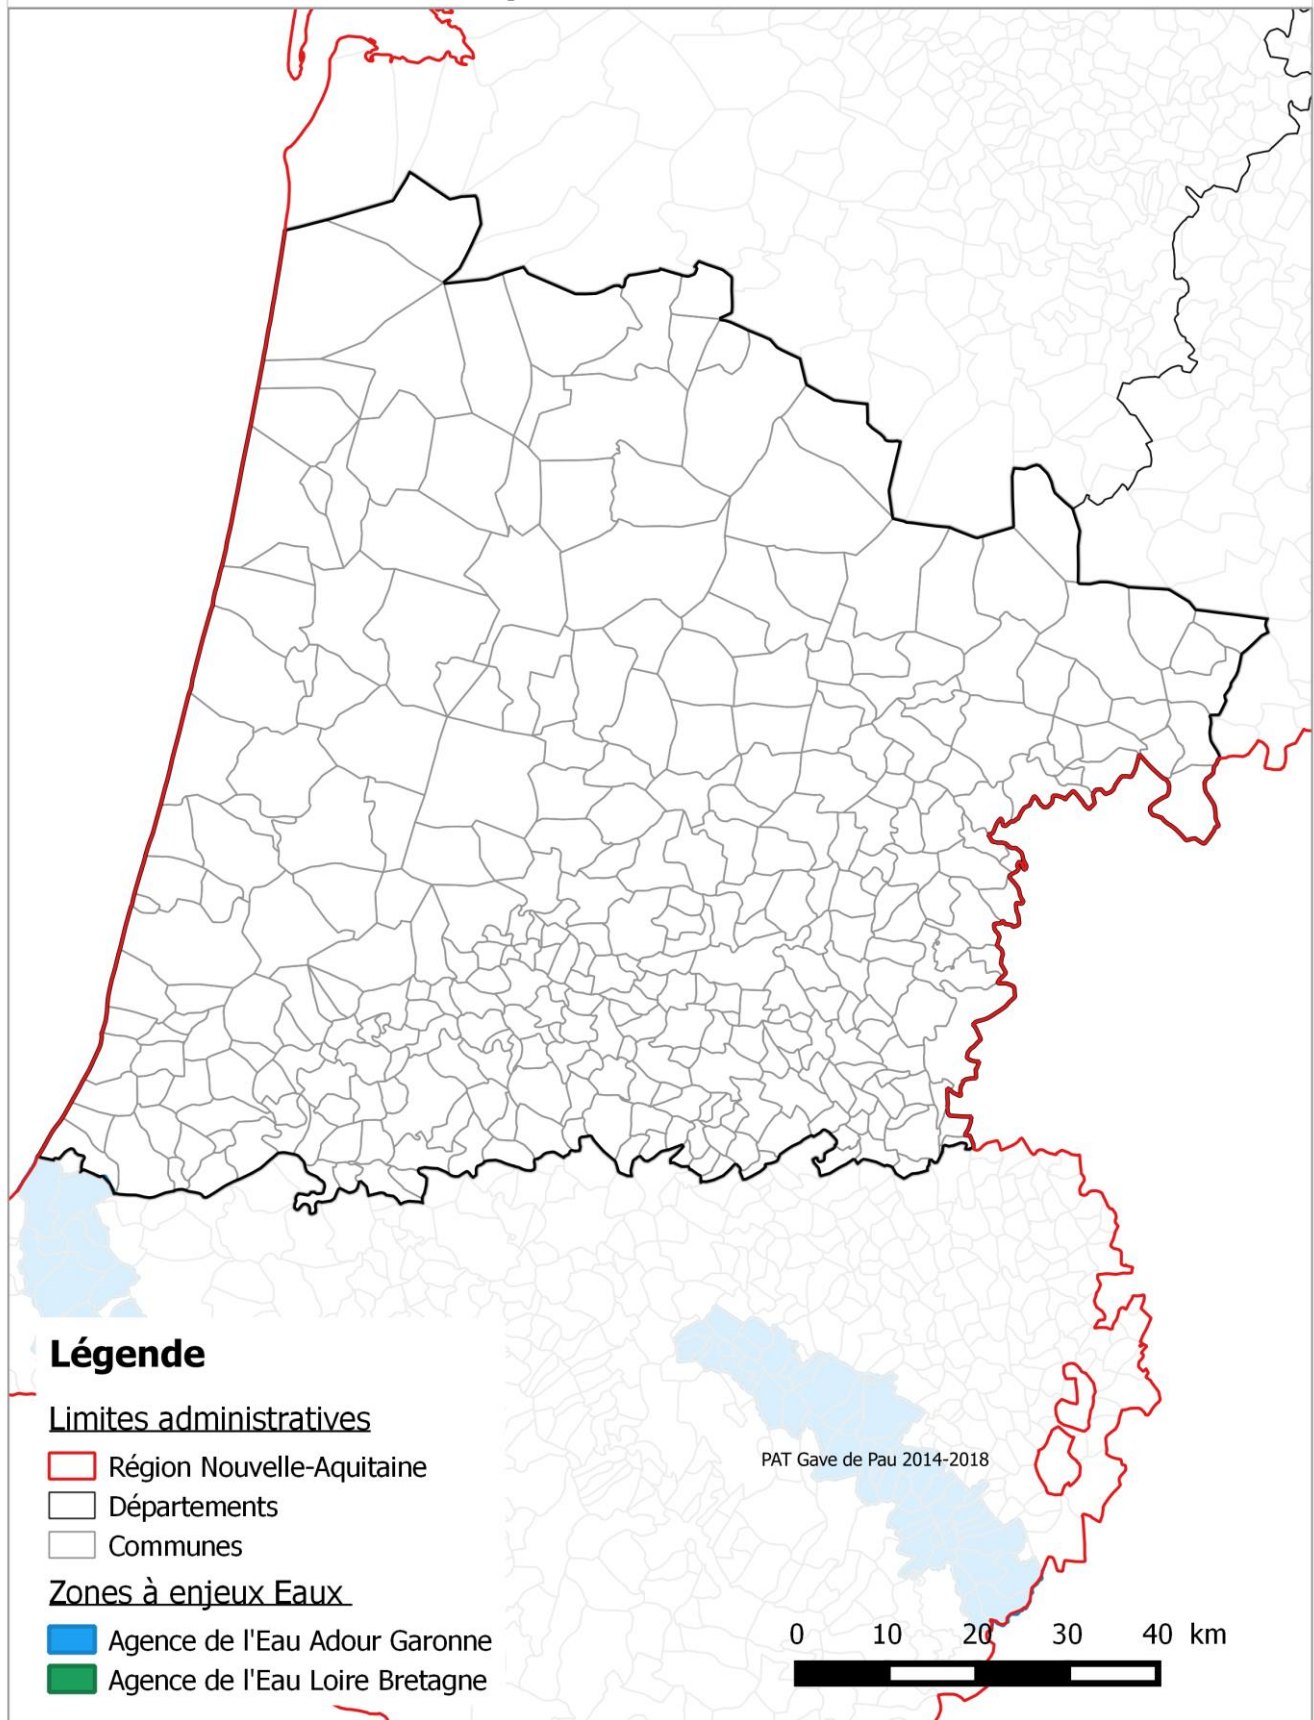 Légende
Limites administratives
Région Nouvelle-Aquitaine
Départements
Communes
Zones à enjeux Eaux
Agence de l'Eau Adour Garonne
Agence de l'Eau Loire Bretagne
PAT Gave de Pau 2014-2018
0 10 20 30 40 km